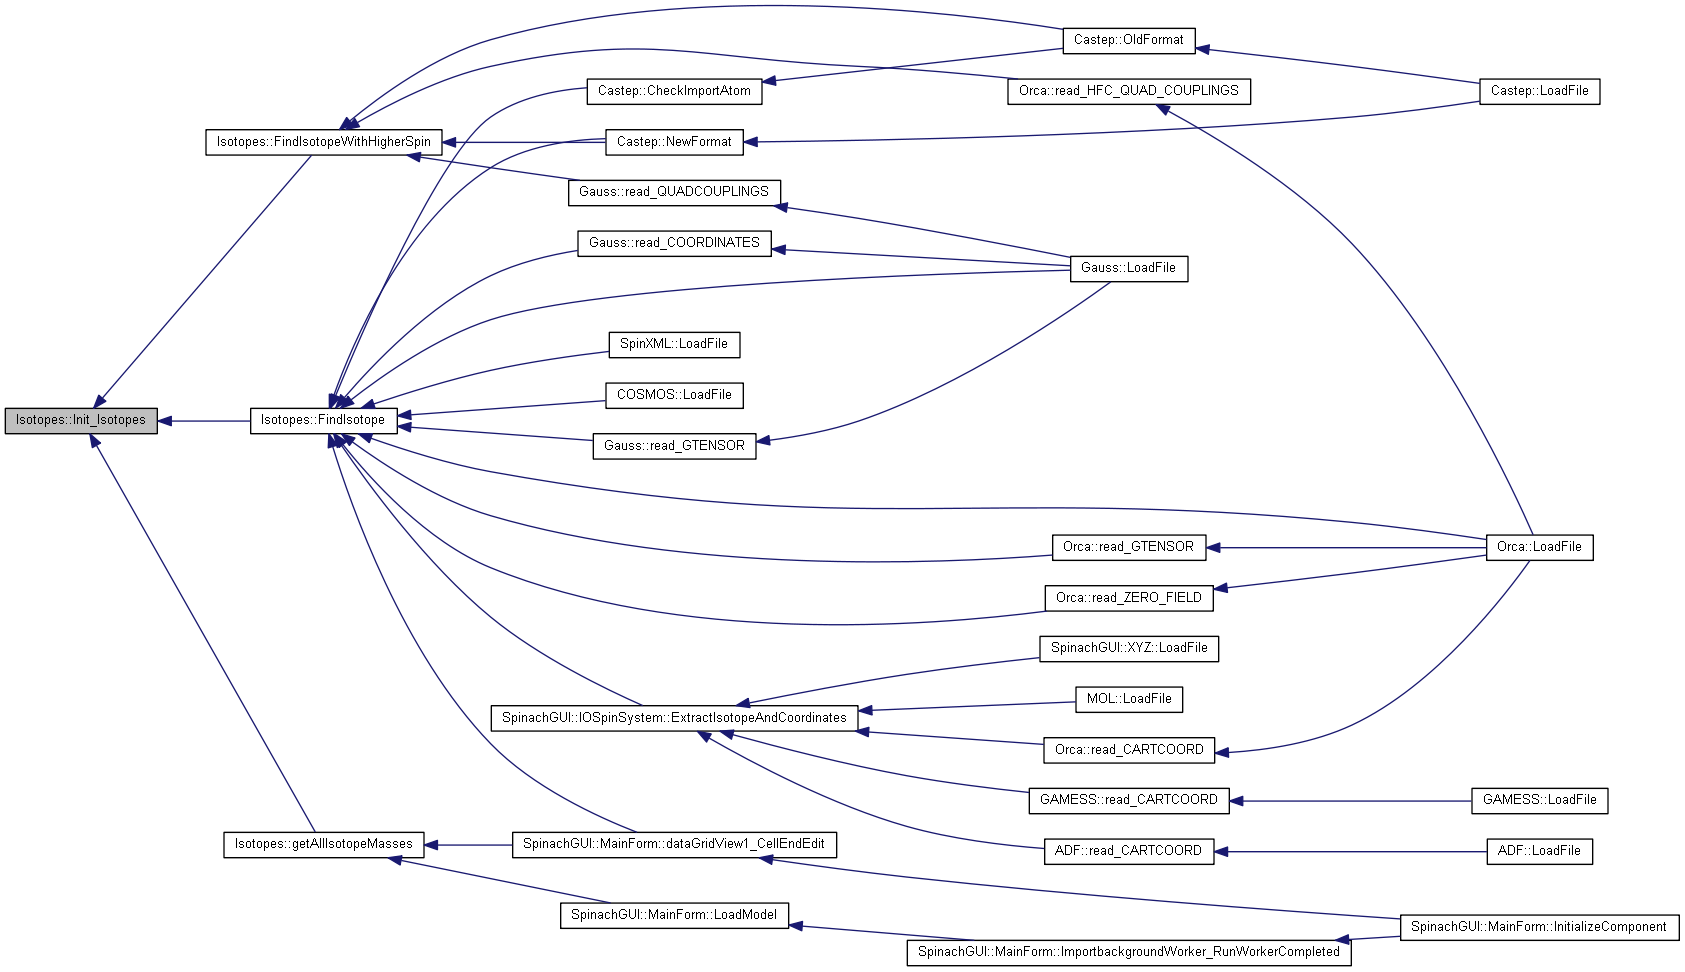 Castep::OldFormat
Castep::CheckImportAtom
Orca::read_HFC_QUAD_COUPLINGS
Castep::LoadFile
Isotopes::FindIsotopeWithHigherSpin
Castep::NewFormat
Gauss::read_QUADCOUPLINGS
Gauss::read_COORDINATES
Gauss::LoadFile
SpinXML::LoadFile
COSMOS::LoadFile
Isotopes::Init_Isotopes
Isotopes::FindIsotope
Gauss::read_GTENSOR
Orca::read_GTENSOR
Orca::LoadFile
Orca::read_ZERO_FIELD
SpinachGUI::XYZ::LoadFile
MOL::LoadFile
SpinachGUI::IOSpinSystem::ExtractIsotopeAndCoordinates
Orca::read_CARTCOORD
GAMESS::read_CARTCOORD
GAMESS::LoadFile
Isotopes::getAllIsotopeMasses
SpinachGUI::MainForm::dataGridView1_CellEndEdit
ADF::read_CARTCOORD
ADF::LoadFile
SpinachGUI::MainForm::LoadModel
SpinachGUI::MainForm::InitializeComponent
SpinachGUI::MainForm::ImportbackgroundWorker_RunWorkerCompleted